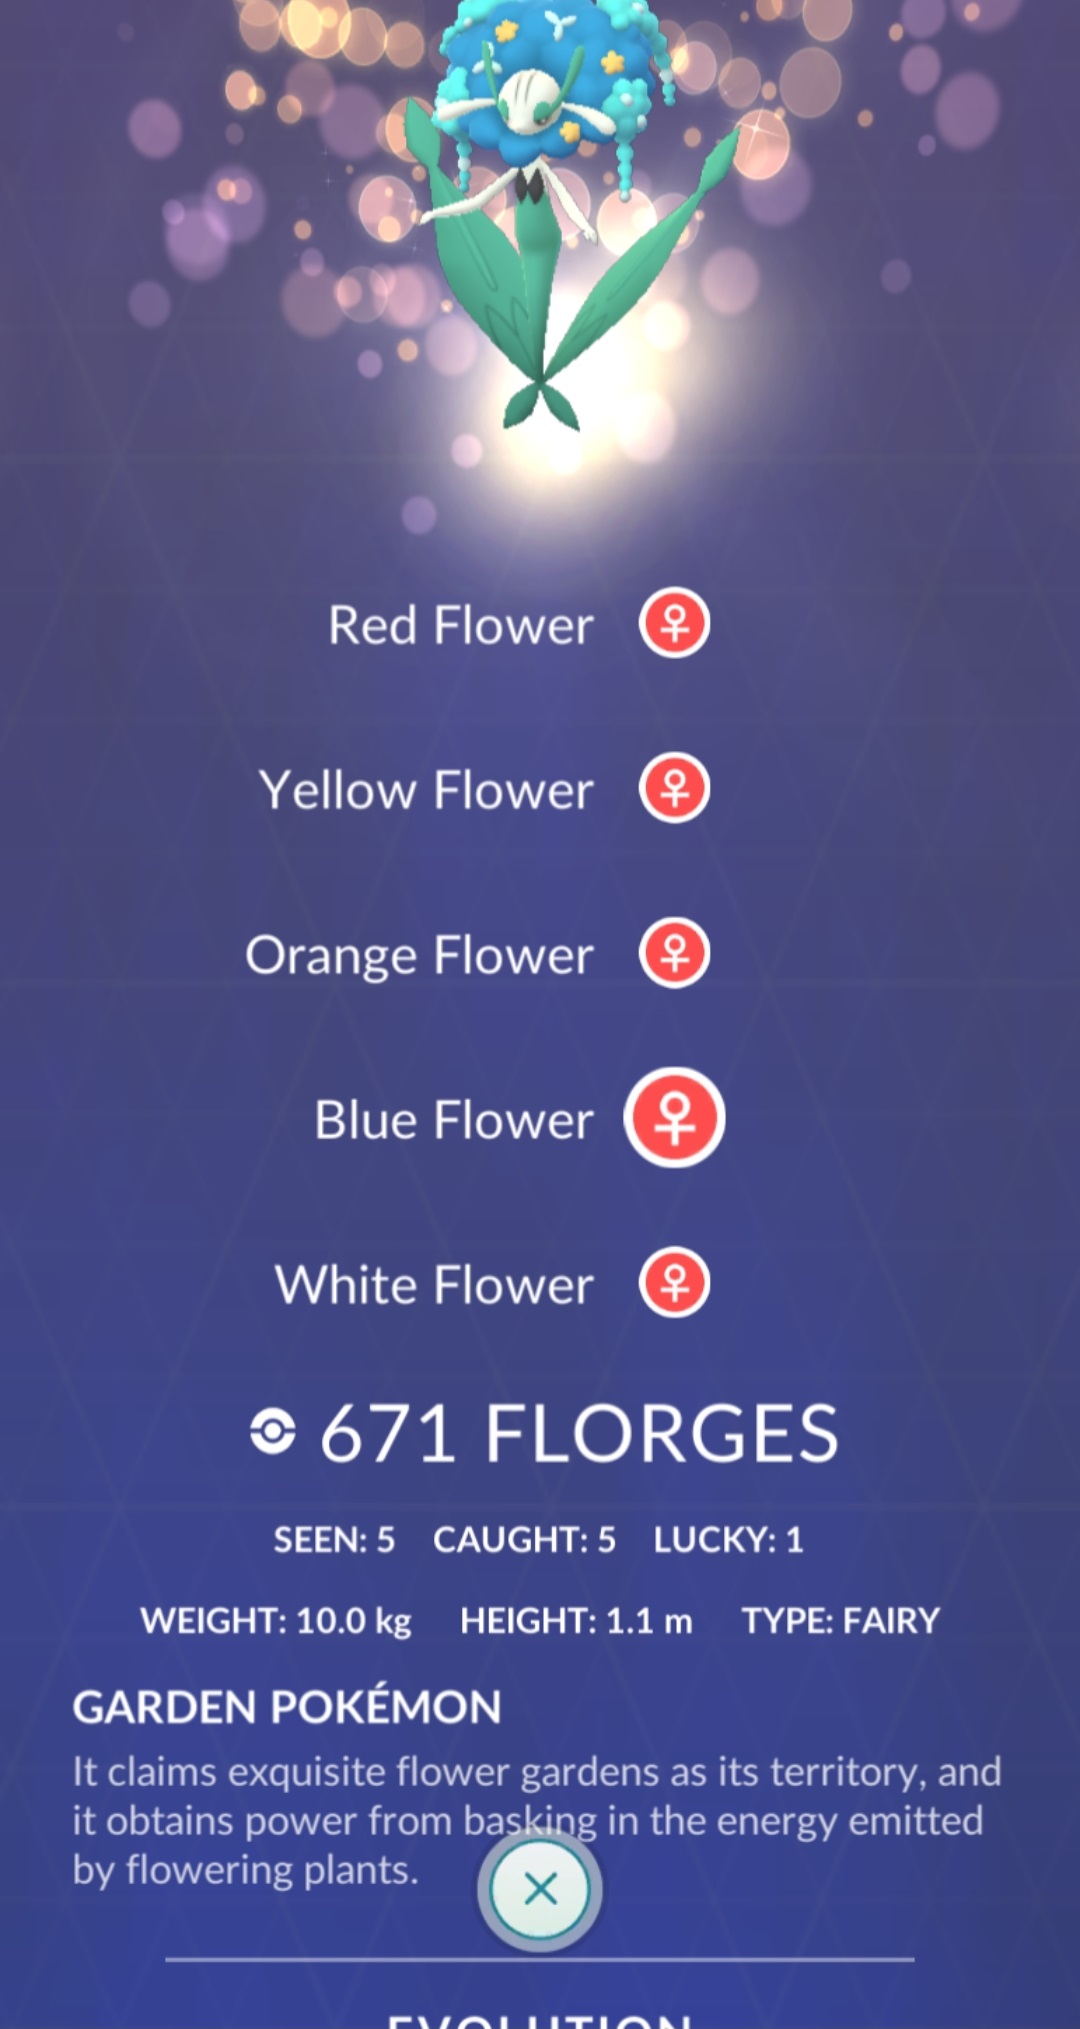 Red Flower
Yellow Flower
Orange Flower
Blue Flower
White Flower
671 FLORGES
SEEN: 5 CAUGHT: 5 LUCKY: 1
WEIGHT: 10.0 kg HEIGHT: 1.1 m TYPE: FAIRY
GARDEN POKÉMON
It claims exquisite flower gardens as its territory, and
it obtains power from basking in the energy emitted
by flowering plants.
EVOLUTION